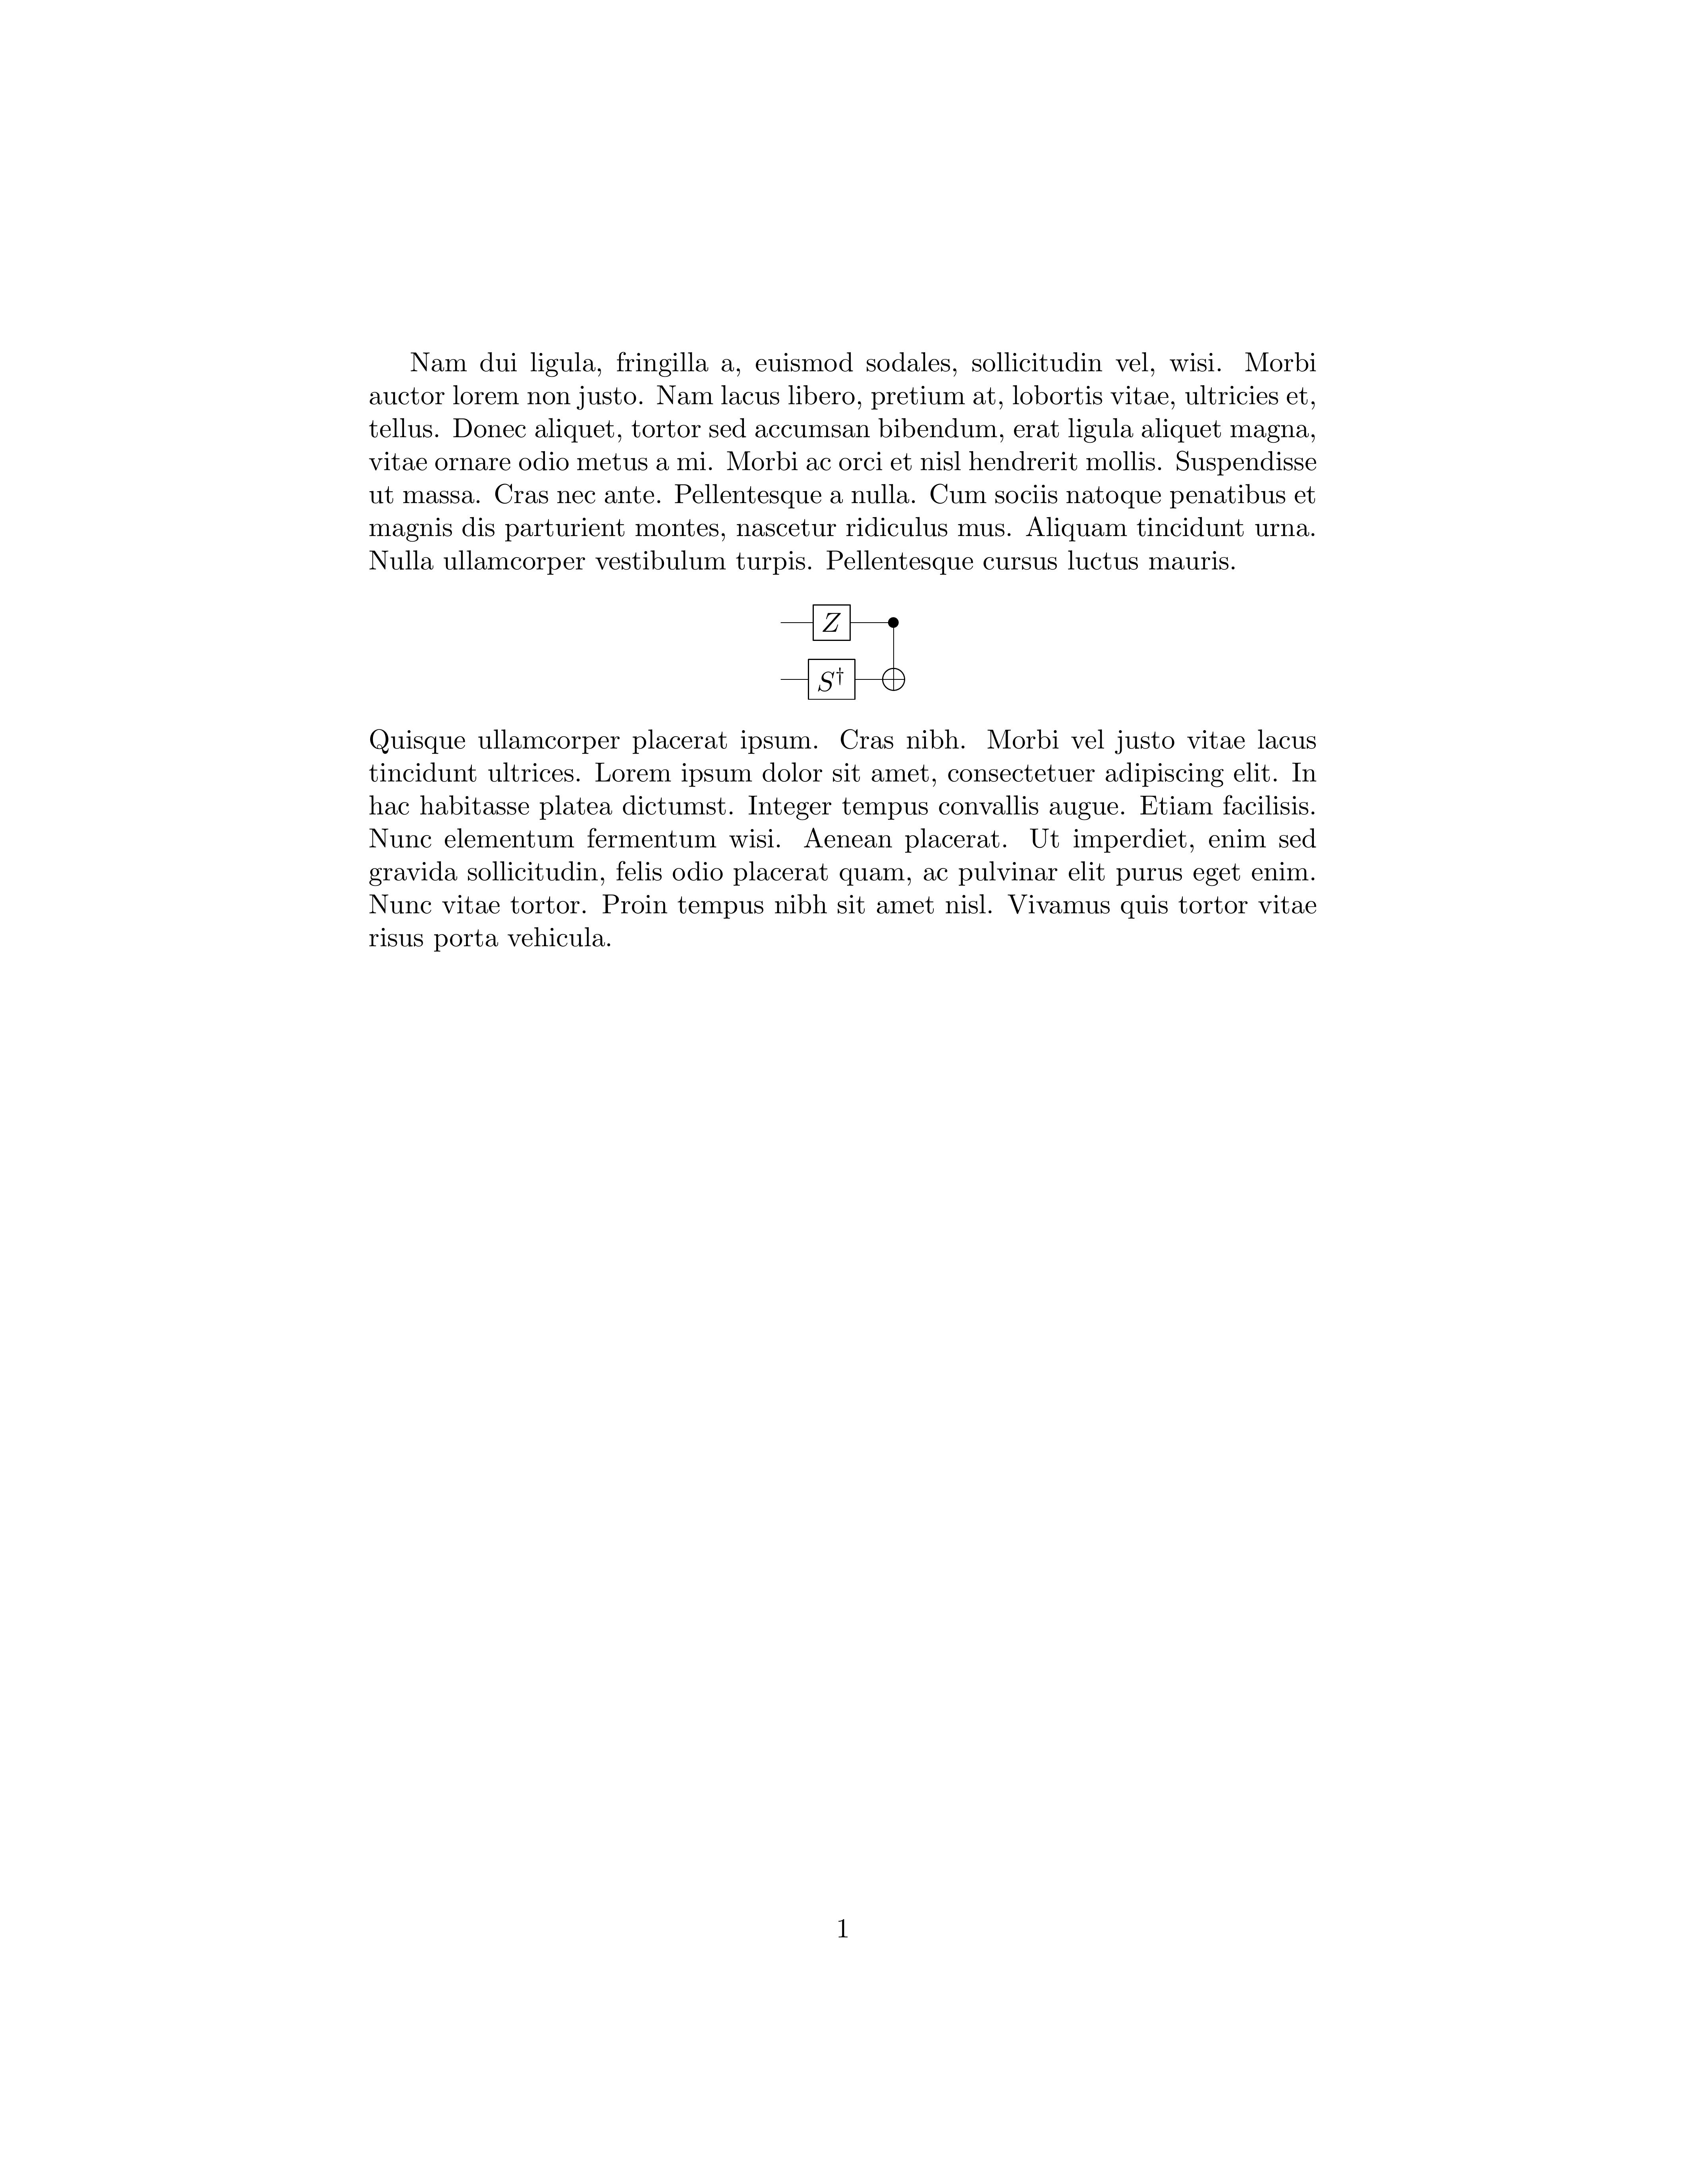 Nam dui ligula, fringilla a, euismod sodales, sollicitudin vel, wisi. Morbi
auctor lorem non justo. Nam lacus libero, pretium at, lobortis vitae, ultricies et,
tellus. Donec aliquet, tortor sed accumsan bibendum, erat ligula aliquet magna,
vitae ornare odio metus a mi. Morbi ac orci et nisl hendrerit mollis. Suspendisse
ut massa. Cras nec ante. Pellentesque a nulla. Cum sociis natoque penatibus et
magnis dis parturient montes, nascetur ridiculus mus. Aliquam tincidunt urna.
Nulla ullamcorper vestibulum turpis. Pellentesque cursus luctus mauris.
Z
S†
Quisque ullamcorper placerat ipsum. Cras nibh. Morbi vel justo vitae lacus
tincidunt ultrices. Lorem ipsum dolor sit amet, consectetuer adipiscing elit. In
hac habitasse platea dictumst. Integer tempus convallis augue. Etiam facilisis.
Nunc elementum fermentum wisi. Aenean placerat. Ut imperdiet, enim sed
gravida sollicitudin, felis odio placerat quam, ac pulvinar elit purus eget enim.
Nunc vitae tortor. Proin tempus nibh sit amet nisl. Vivamus quis tortor vitae
risus porta vehicula.
1